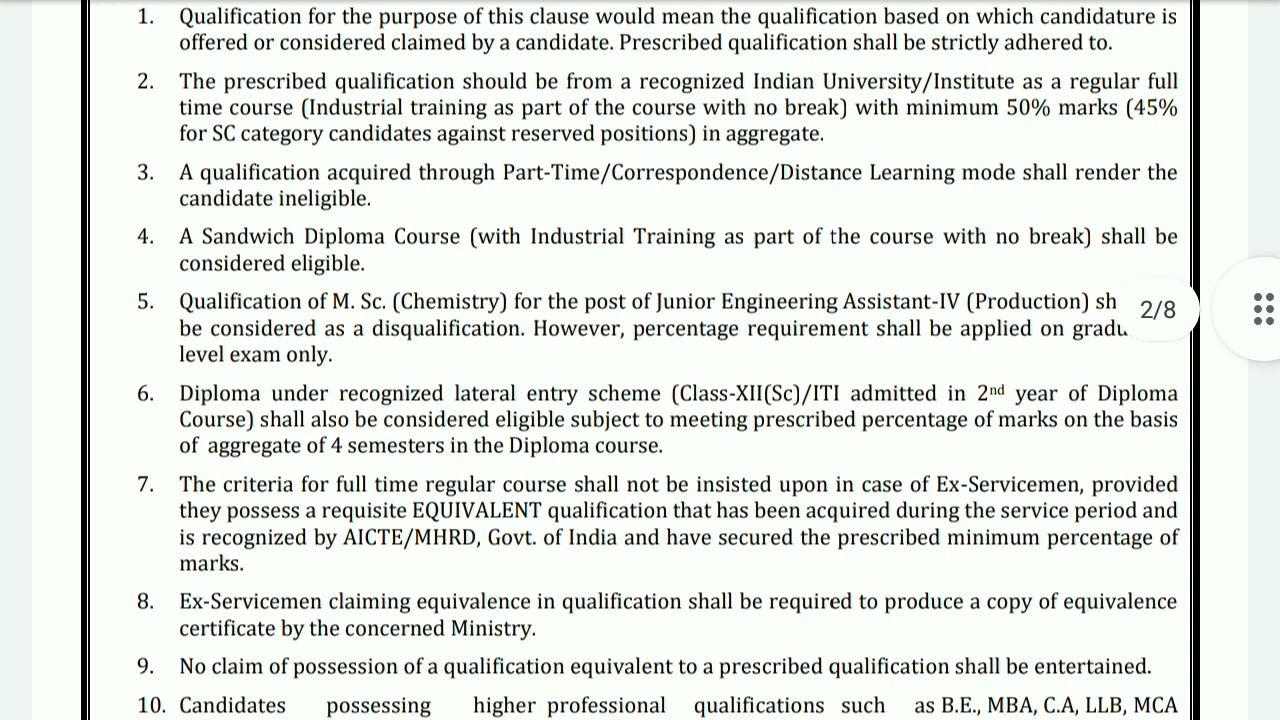 1. Qualification for the purpose of this clause would mean the qualification based on which candidature is
offered or considered claimed by a candidate. Prescribed qualification shall be strictly adhered to.
2. The prescribed qualification should be from a recognized Indian University/Institute as a regular full
time course (Industrial training as part of the course with no break) with minimum 50% marks (45%
for SC category candidates against reserved positions) in aggregate.
3. A qualification acquired through Part-Time/Correspondence/Distance Learning mode shall render the
candidate ineligible.
4. A Sandwich Diploma Course (with Industrial Training as part of the course with no break) shall be
considered eligible.
5. Qualification of M. Sc. (Chemistry) for the post of Junior Engineering Assistant-IV (Production) sh
be considered as a disqualification. However, percentage requirement shall be applied on gradu
level exam only.
2/8
6. Diploma under recognized lateral entry scheme (Class-XII(Sc)/ITI admitted in 2nd year of Diploma
Course) shall also be considered eligible subject to meeting prescribed percentage of marks on the basis
of aggregate of 4 semesters in the Diploma course.
7. The criteria for full time regular course shall not be insisted upon in case of Ex-Servicemen, provided
they possess a requisite EQUIVALENT qualification that has been acquired during the service period and
is recognized by AICTE/MHRD, Govt. of India and have secured the prescribed minimum percentage of
marks.
8. Ex-Servicemen claiming equivalence in qualification shall be required to produce a copy of equivalence
certificate by the concerned Ministry.
9. No claim of possession of a qualification equivalent to a prescribed qualification shall be entertained.
10. Candidates possessing higher professional qualifications such as B.E., MBA, C.A, LLB, MCA